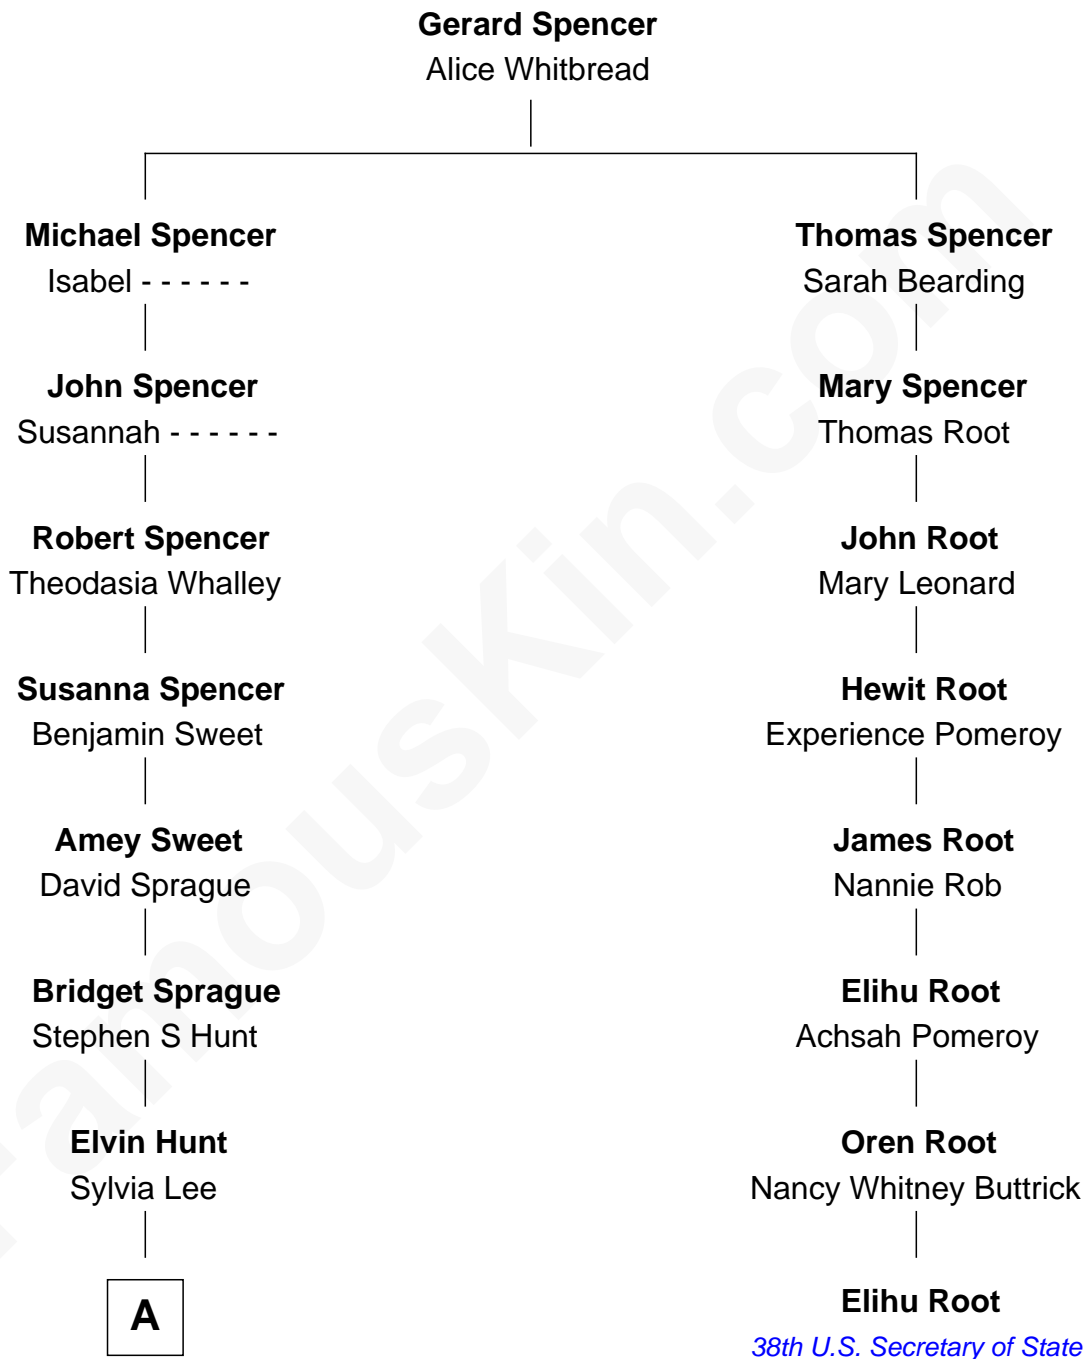 Gerard Spencer
Alice Whitbread
Michael Spencer
Isabel - - - - - -
Thomas Spencer
Sarah Bearding
John Spencer
Susannah - - - - - -
Mary Spencer
Thomas Root
Robert Spencer
Theodasia Whalley
John Root
Mary Leonard
Susanna Spencer
Benjamin Sweet
Hewit Root
Experience Pomeroy
Amey Sweet
David Sprague
James Root
Nannie Rob
Bridget Sprague
Stephen S Hunt
Elihu Root
Achsah Pomeroy
Elvin Hunt
Sylvia Lee
Oren Root
Nancy Whitney Buttrick
A
Elihu Root
38th U.S. Secretary of State
FamousKin.com